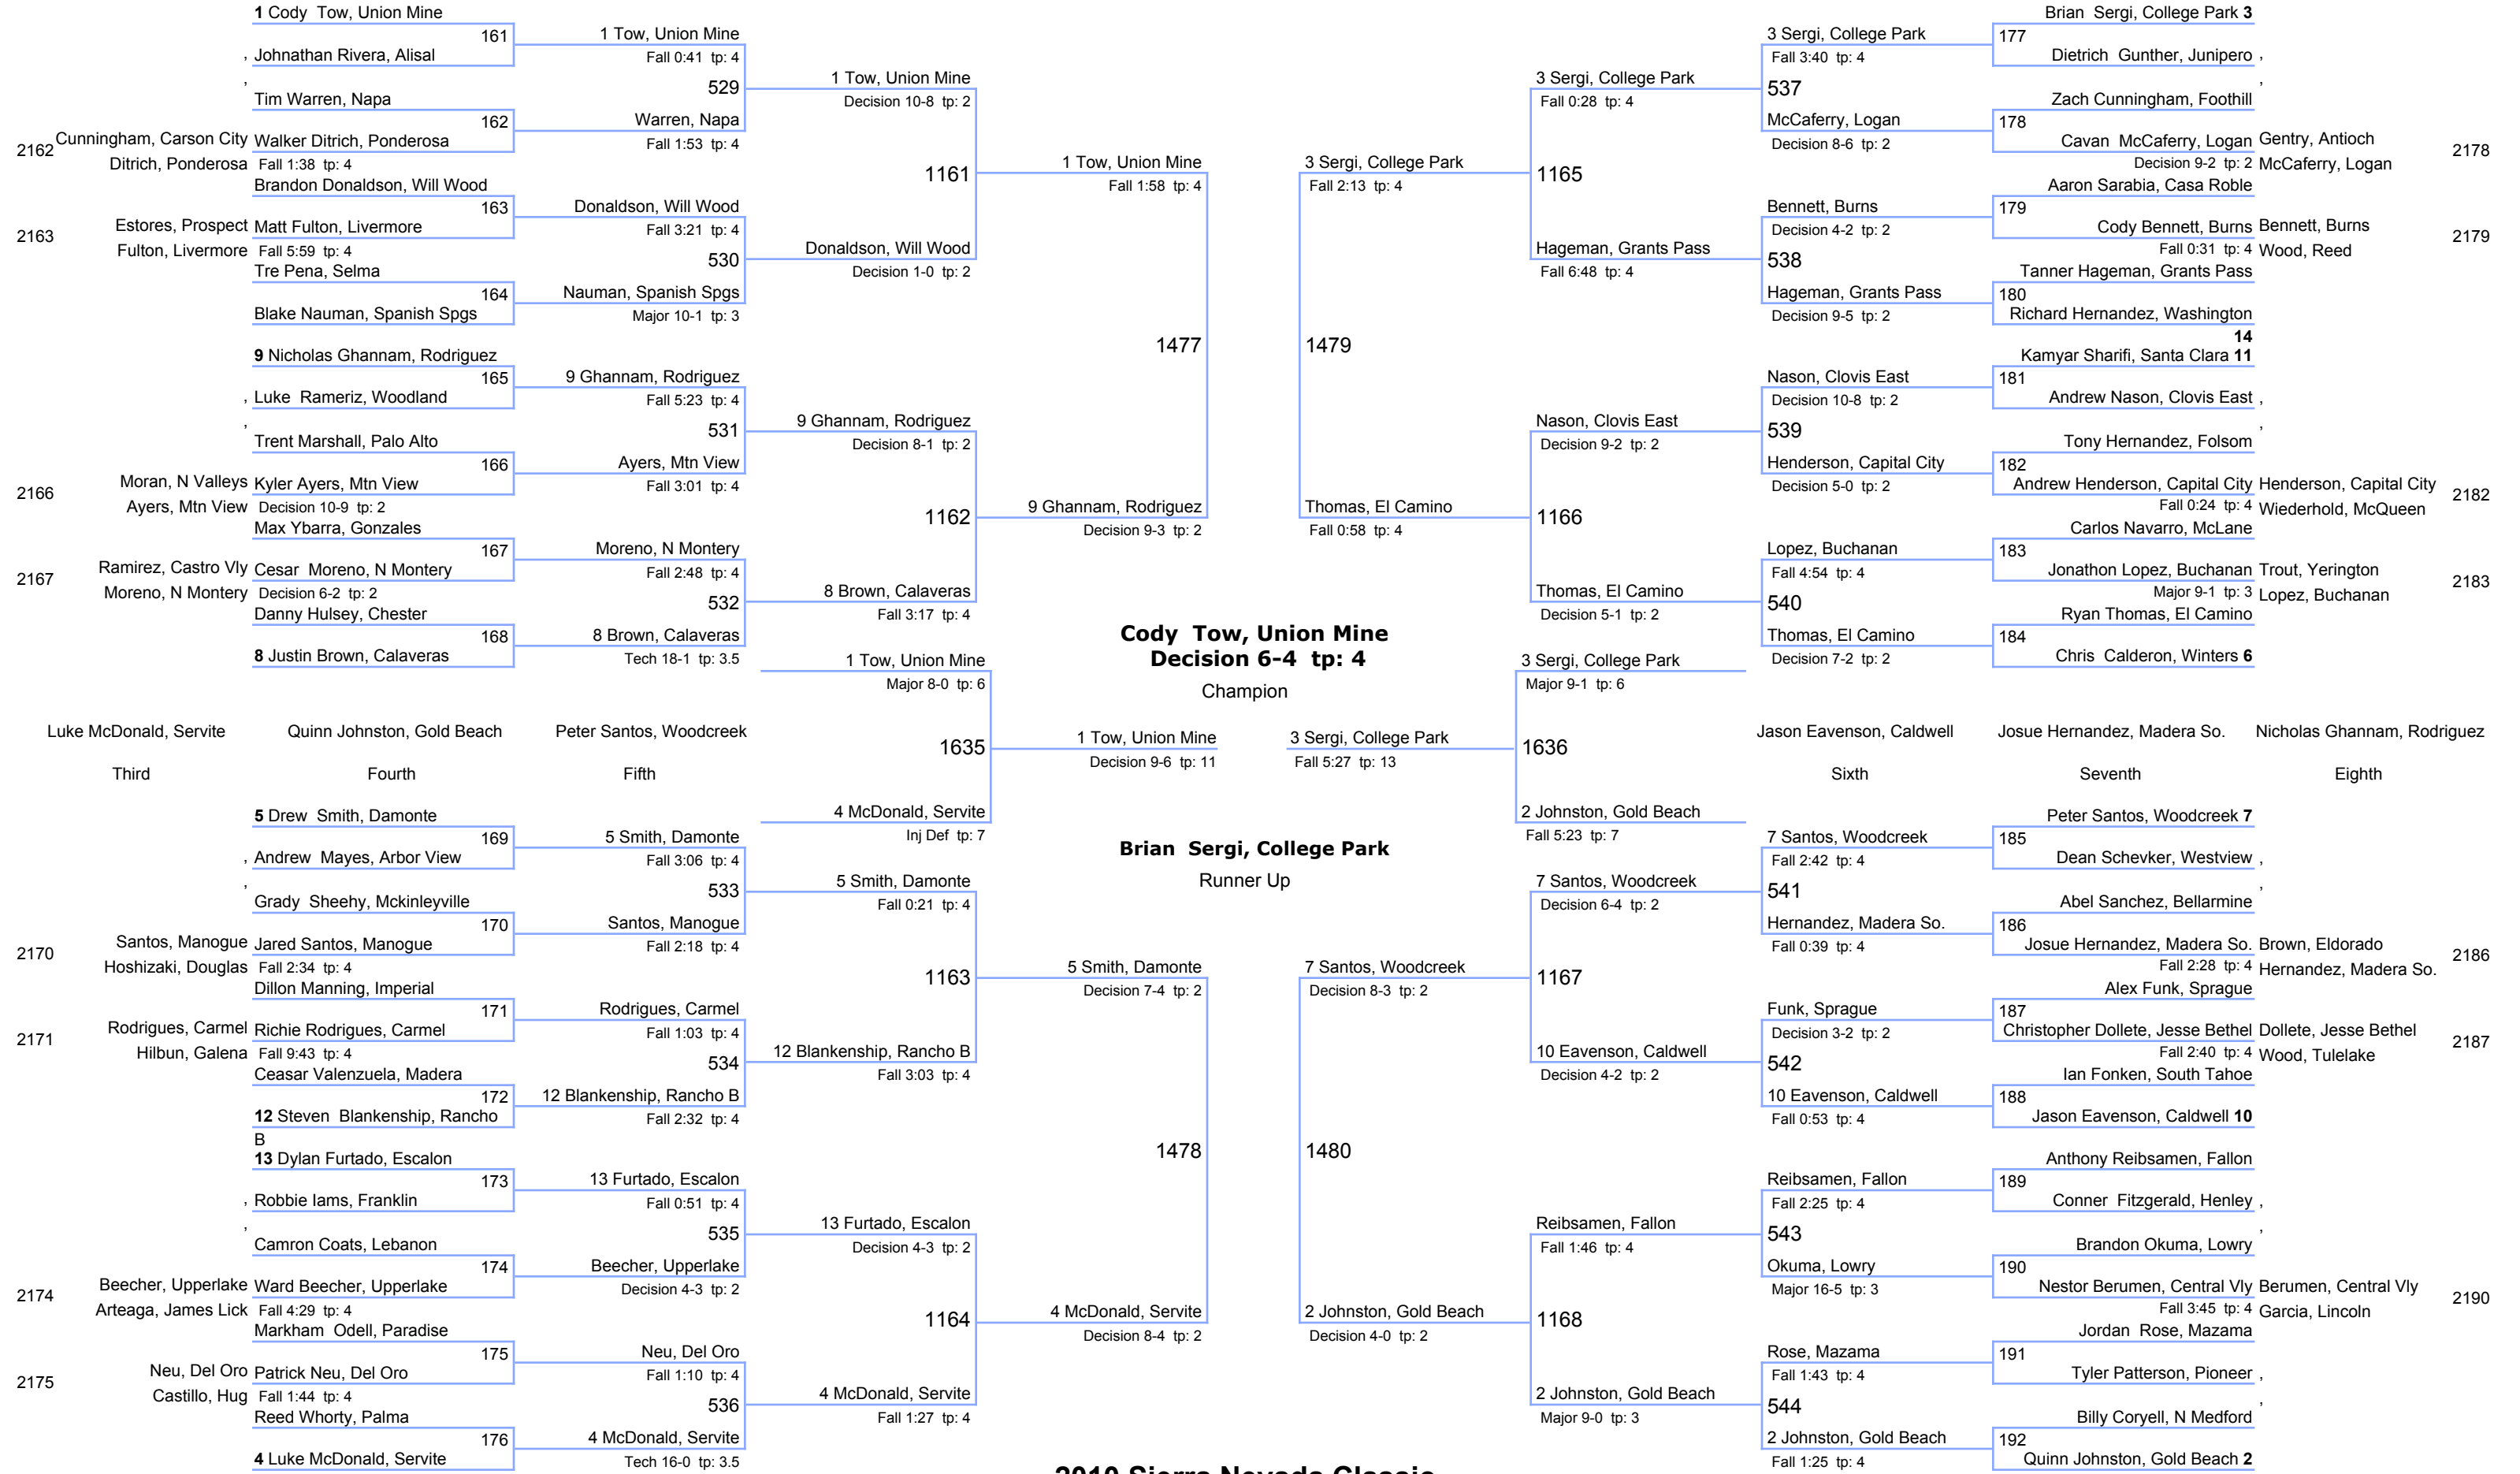 1 Cody Tow, Union Mine
161
, Johnathan Rivera, Alisal
,
Tim Warren, Napa
162
2162
Cunningham, Carson City
Walker Ditrich, Ponderosa
Ditrich, Ponderosa
Fall 1:38 tp: 4
Brandon Donaldson, Will Wood
163
2163
Estores, Prospect
Matt Fulton, Livermore
Fulton, Livermore
Fall 5:59 tp: 4
Tre Pena, Selma
164
Blake Nauman, Spanish Spgs
9 Nicholas Ghannam, Rodriguez
165
, Luke Rameriz, Woodland
,
Trent Marshall, Palo Alto
166
2166
Moran, N Valleys
Kyler Ayers, Mtn View
Ayers, Mtn View
Decision 10-9 tp: 2
Max Ybarra, Gonzales
167
2167
Ramirez, Castro Vly
Cesar Moreno, N Montery
Moreno, N Montery
Decision 6-2 tp: 2
Danny Hulsey, Chester
168
8 Justin Brown, Calaveras
1 Tow, Union Mine
Fall 0:41 tp: 4
529
Warren, Napa
Fall 1:53 tp: 4
Donaldson, Will Wood
Fall 3:21 tp: 4
530
Nauman, Spanish Spgs
Major 10-1 tp: 3
9 Ghannam, Rodriguez
Fall 5:23 tp: 4
531
Ayers, Mtn View
Fall 3:01 tp: 4
Moreno, N Montery
Fall 2:48 tp: 4
532
8 Brown, Calaveras
Tech 18-1 tp: 3.5
1 Tow, Union Mine
Decision 10-8 tp: 2
1161
Donaldson, Will Wood
Decision 1-0 tp: 2
9 Ghannam, Rodriguez
Decision 8-1 tp: 2
1162
8 Brown, Calaveras
Fall 3:17 tp: 4
1 Tow, Union Mine
Fall 1:58 tp: 4
1477
9 Ghannam, Rodriguez
Decision 9-3 tp: 2
3 Sergi, College Park
Fall 2:13 tp: 4
1479
Thomas, El Camino
Fall 0:58 tp: 4
3 Sergi, College Park
Fall 0:28 tp: 4
1165
Hageman, Grants Pass
Fall 6:48 tp: 4
Nason, Clovis East
Decision 9-2 tp: 2
1166
Thomas, El Camino
Decision 5-1 tp: 2
3 Sergi, College Park
Fall 3:40 tp: 4
537
McCaferry, Logan
Decision 8-6 tp: 2
Bennett, Burns
Decision 4-2 tp: 2
538
Hageman, Grants Pass
Decision 9-5 tp: 2
Nason, Clovis East
Decision 10-8 tp: 2
539
Henderson, Capital City
Decision 5-0 tp: 2
Lopez, Buchanan
Fall 4:54 tp: 4
540
Thomas, El Camino
Decision 7-2 tp: 2
Brian Sergi, College Park 3
177
Dietrich Gunther, Junipero ,
,
Zach Cunningham, Foothill
178
Cavan McCaferry, Logan
Gentry, Antioch
2178
Decision 9-2 tp: 2
McCaferry, Logan
Aaron Sarabia, Casa Roble
179
Cody Bennett, Burns
Bennett, Burns
2179
Fall 0:31 tp: 4
Wood, Reed
Tanner Hageman, Grants Pass
180
Richard Hernandez, Washington
14
Kamyar Sharifi, Santa Clara 11
181
Andrew Nason, Clovis East ,
,
Tony Hernandez, Folsom
182
Andrew Henderson, Capital City
Henderson, Capital City
2182
Fall 0:24 tp: 4
Wiederhold, McQueen
Carlos Navarro, McLane
183
Jonathon Lopez, Buchanan
Trout, Yerington
2183
Major 9-1 tp: 3
Lopez, Buchanan
Ryan Thomas, El Camino
184
Chris Calderon, Winters 6
Cody Tow, Union Mine
Decision 6-4 tp: 4
Champion
1 Tow, Union Mine
Major 8-0 tp: 6
1635
4 McDonald, Servite
Inj Def tp: 7
1 Tow, Union Mine
Decision 9-6 tp: 11
3 Sergi, College Park
Fall 5:27 tp: 13
3 Sergi, College Park
Major 9-1 tp: 6
1636
2 Johnston, Gold Beach
Fall 5:23 tp: 7
Brian Sergi, College Park
Runner Up
Luke McDonald, Servite
Third
Quinn Johnston, Gold Beach
Fourth
Peter Santos, Woodcreek
Fifth
Jason Eavenson, Caldwell
Sixth
Josue Hernandez, Madera So.
Seventh
Nicholas Ghannam, Rodriguez
Eighth
5 Drew Smith, Damonte
169
, Andrew Mayes, Arbor View
,
Grady Sheehy, Mckinleyville
170
2170
Santos, Manogue
Jared Santos, Manogue
Hoshizaki, Douglas
Fall 2:34 tp: 4
Dillon Manning, Imperial
171
2171
Rodrigues, Carmel
Richie Rodrigues, Carmel
Hilbun, Galena
Fall 9:43 tp: 4
Ceasar Valenzuela, Madera
172
12 Steven Blankenship, Rancho
B
13 Dylan Furtado, Escalon
173
, Robbie Iams, Franklin
,
Camron Coats, Lebanon
174
2174
Beecher, Upperlake
Ward Beecher, Upperlake
Arteaga, James Lick
Fall 4:29 tp: 4
Markham Odell, Paradise
175
2175
Neu, Del Oro
Patrick Neu, Del Oro
Castillo, Hug
Fall 1:44 tp: 4
Reed Whorty, Palma
176
4 Luke McDonald, Servite
5 Smith, Damonte
Fall 3:06 tp: 4
533
Santos, Manogue
Fall 2:18 tp: 4
Rodrigues, Carmel
Fall 1:03 tp: 4
534
12 Blankenship, Rancho B
Fall 2:32 tp: 4
13 Furtado, Escalon
Fall 0:51 tp: 4
535
Beecher, Upperlake
Decision 4-3 tp: 2
Neu, Del Oro
Fall 1:10 tp: 4
536
4 McDonald, Servite
Tech 16-0 tp: 3.5
5 Smith, Damonte
Fall 0:21 tp: 4
1163
12 Blankenship, Rancho B
Fall 3:03 tp: 4
13 Furtado, Escalon
Decision 4-3 tp: 2
1164
4 McDonald, Servite
Fall 1:27 tp: 4
5 Smith, Damonte
Decision 7-4 tp: 2
1478
4 McDonald, Servite
Decision 8-4 tp: 2
7 Santos, Woodcreek
Decision 8-3 tp: 2
1480
2 Johnston, Gold Beach
Decision 4-0 tp: 2
7 Santos, Woodcreek
Decision 6-4 tp: 2
1167
10 Eavenson, Caldwell
Decision 4-2 tp: 2
Reibsamen, Fallon
Fall 1:46 tp: 4
1168
2 Johnston, Gold Beach
Major 9-0 tp: 3
7 Santos, Woodcreek
Fall 2:42 tp: 4
541
Hernandez, Madera So.
Fall 0:39 tp: 4
Funk, Sprague
Decision 3-2 tp: 2
542
10 Eavenson, Caldwell
Fall 0:53 tp: 4
Reibsamen, Fallon
Fall 2:25 tp: 4
543
Okuma, Lowry
Major 16-5 tp: 3
Rose, Mazama
Fall 1:43 tp: 4
544
2 Johnston, Gold Beach
Fall 1:25 tp: 4
Peter Santos, Woodcreek 7
185
Dean Schevker, Westview ,
,
Abel Sanchez, Bellarmine
186
Josue Hernandez, Madera So.
Brown, Eldorado
2186
Fall 2:28 tp: 4
Hernandez, Madera So.
Alex Funk, Sprague
187
Christopher Dollete, Jesse Bethel
Dollete, Jesse Bethel
2187
Fall 2:40 tp: 4
Wood, Tulelake
Ian Fonken, South Tahoe
188
Jason Eavenson, Caldwell 10
Anthony Reibsamen, Fallon
189
Conner Fitzgerald, Henley ,
,
Brandon Okuma, Lowry
190
Nestor Berumen, Central Vly
Berumen, Central Vly
2190
Fall 3:45 tp: 4
Garcia, Lincoln
Jordan Rose, Mazama
191
Tyler Patterson, Pioneer ,
,
Billy Coryell, N Medford
192
Quinn Johnston, Gold Beach 2
2010 Sierra Nevada Classic